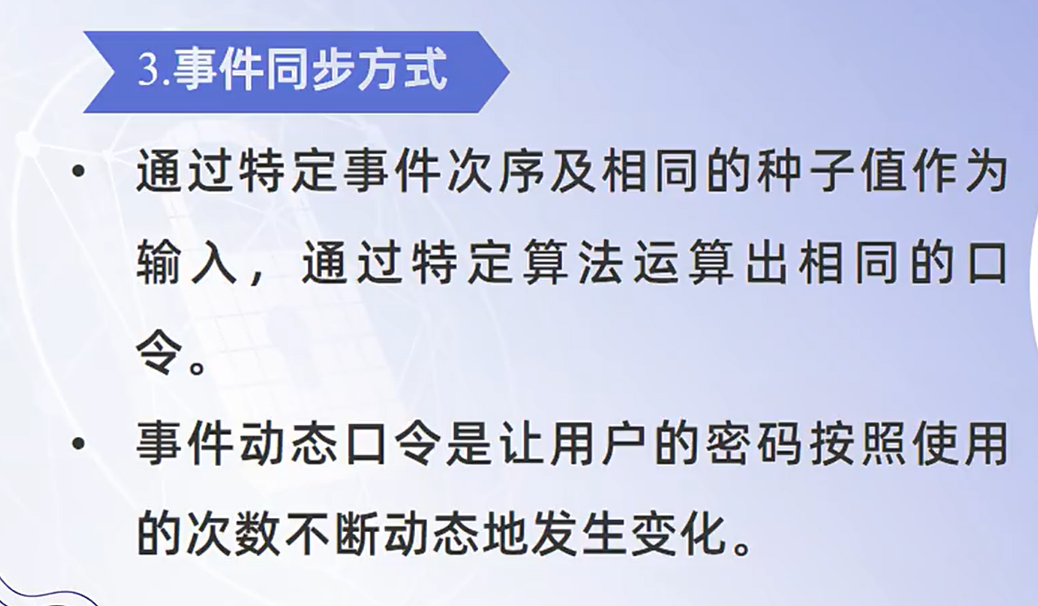 3.事件同步方式
• 通过特定事件次序及相同的种子值作为
输入，通过特定算法运算出相同的口
令。
• 事件动态口令是让用户的密码按照使用
的次数不断动态地发生变化。